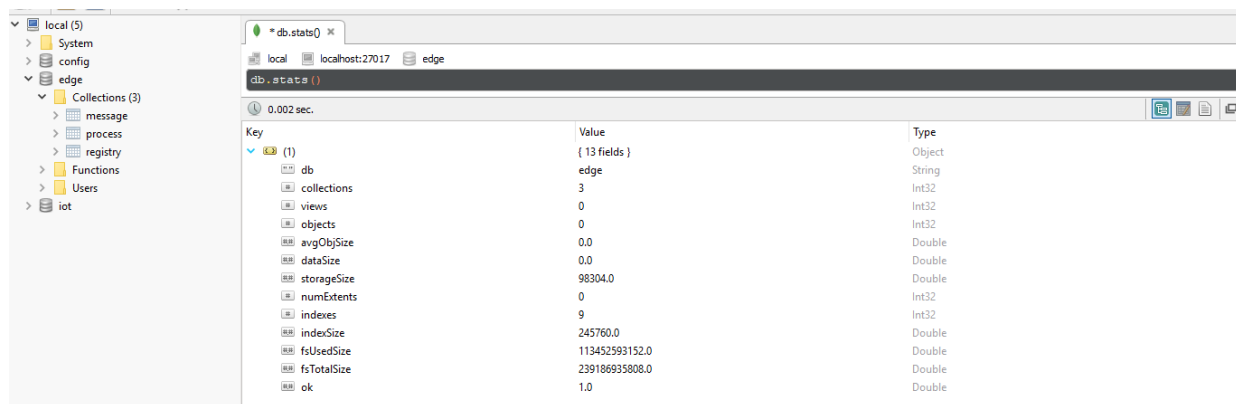 local (5)
System
config
edge
Collections (3)
message
process
registry
Functions
Users
iot
* db.stats()
local localhost:27017 edge
db.stats()
0.002 sec.
Key Value Type
(1) { 13 fields } Object
db edge String
collections 3 Int32
views 0 Int32
objects 0 Int32
avgObjSize 0.0 Double
dataSize 0.0 Double
storageSize 98304.0 Double
numExtents 0 Int32
indexes 9 Int32
indexSize 245760.0 Double
fsUsedSize 113452593152.0 Double
fsTotalSize 239186935808.0 Double
ok 1.0 Double